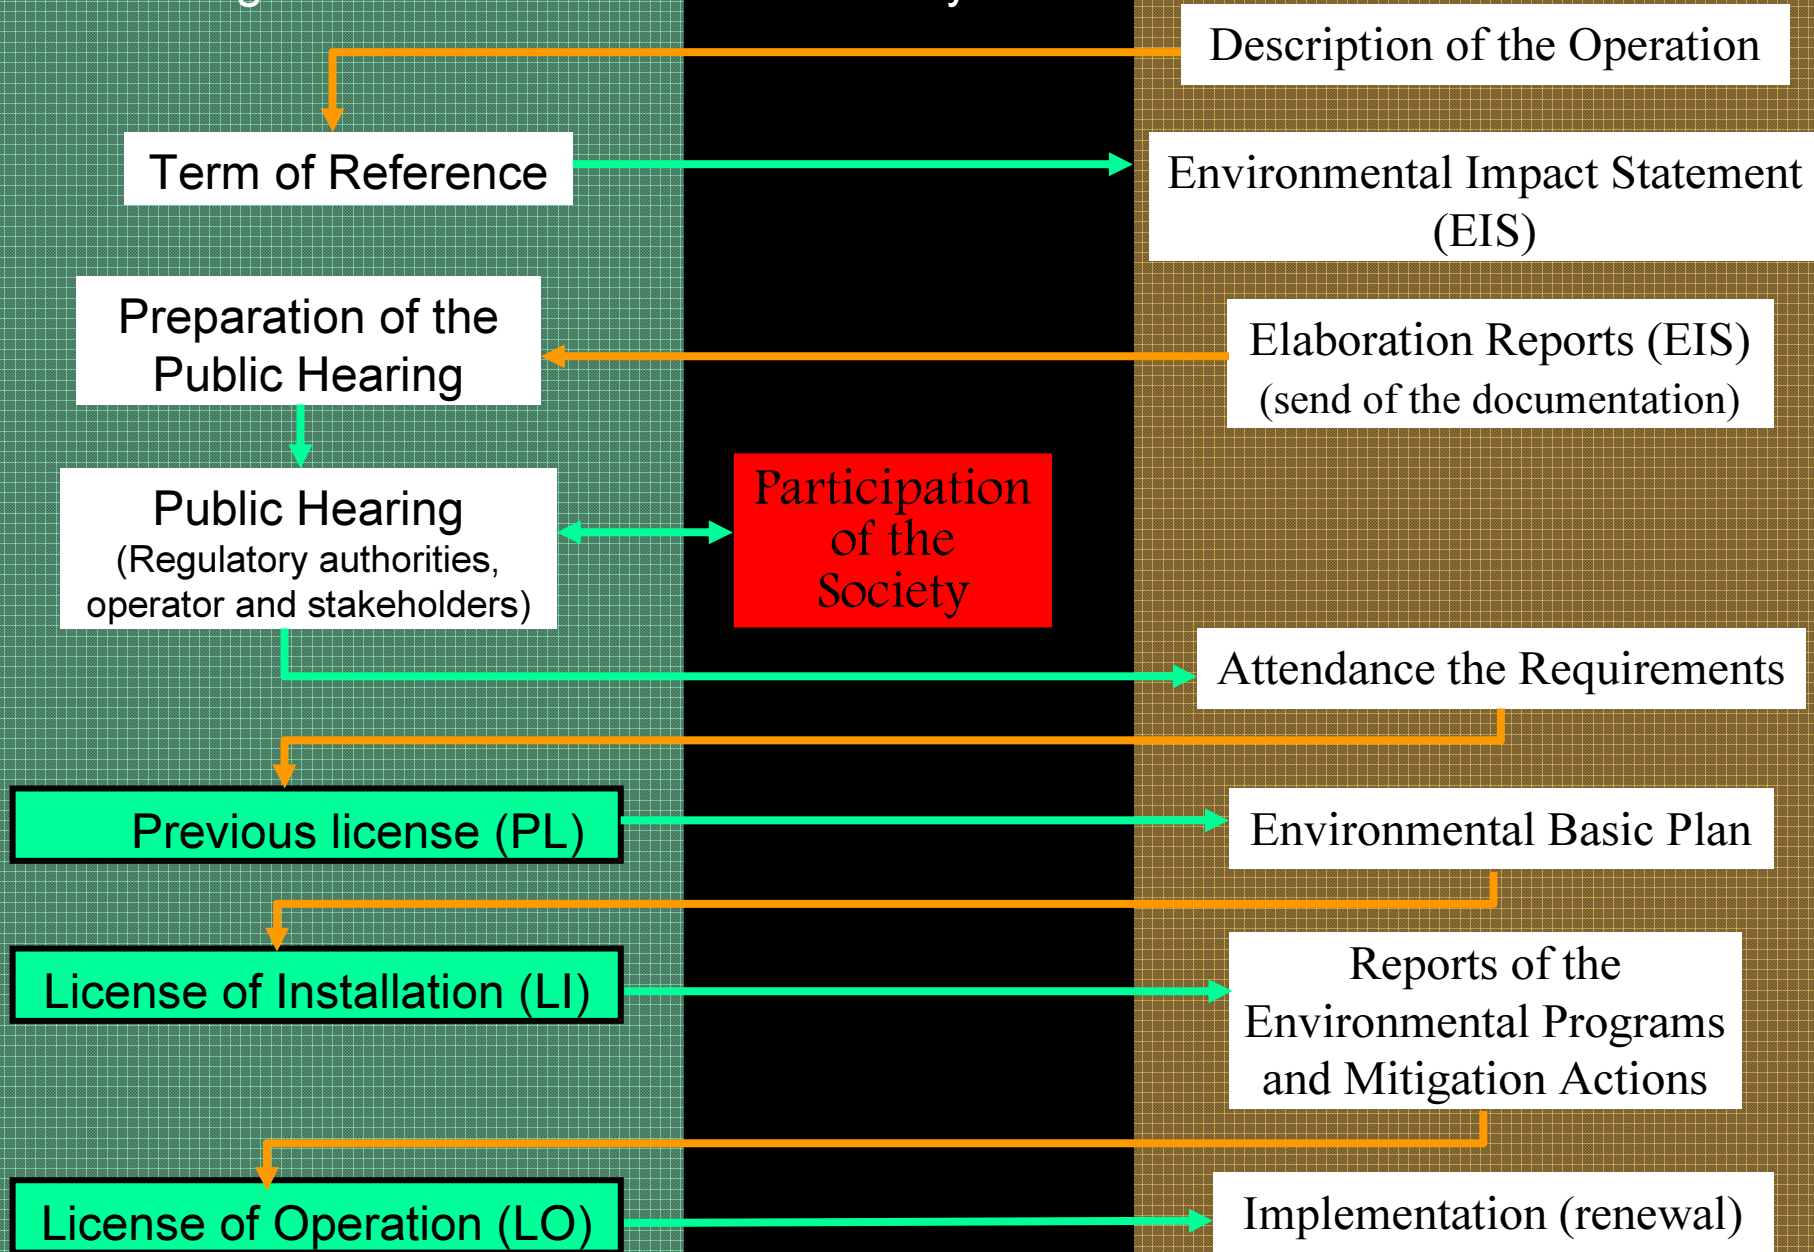 Description of the Operation
Term of Reference
Environmental Impact Statement
(EIS)
Preparation of the
Public Hearing
Elaboration Reports (EIS)
(send of the documentation)
Public Hearing
(Regulatory authorities,
operator and stakeholders)
Participation
of the
Society
Attendance the Requirements
Previous license (PL)
Environmental Basic Plan
License of Installation (LI)
Reports of the
Environmental Programs
and Mitigation Actions
License of Operation (LO)
Implementation (renewal)